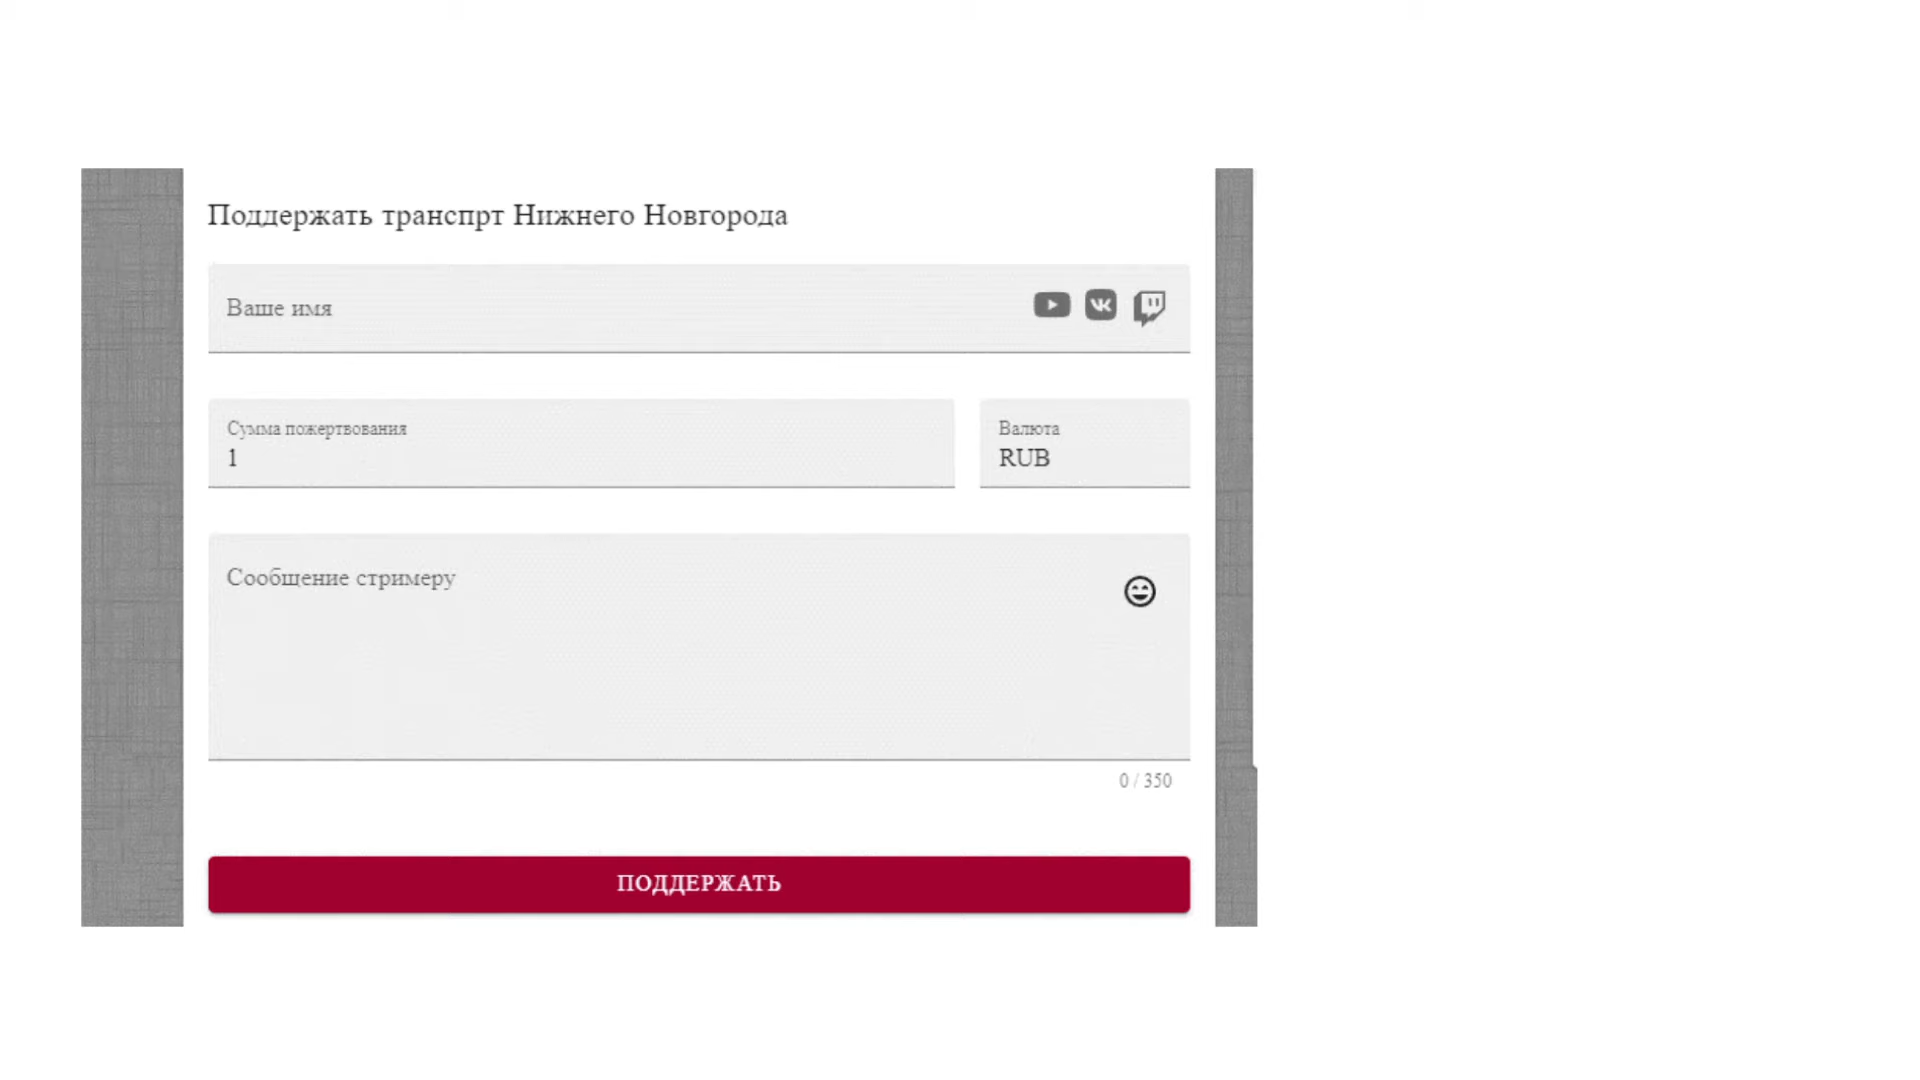 Поддержать транспрт Нижнего Новгорода
Ваше имя
Сумма пожертвования
1
Валюта
RUB
Сообщение стримеру
0 / 350
ПОДДЕРЖАТЬ